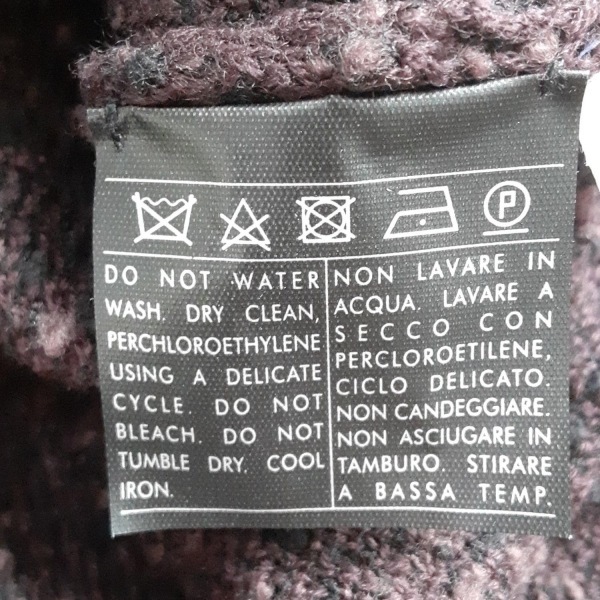 P
DO NOT WATER
WASH. DRY CLEAN,
PERCHLOROETHYLENE
USING A DELICATE
CYCLE. DO NOT
BLEACH. DO NOT
TUMBLE DRY. COOL
IRON.
NON LAVARE IN
ACQUA. LAVARE A
SECCO CON
PERCLOROETILENE,
CICLO DELICATO.
NON CANDEGGIARE.
NON ASCIUGARE IN
TAMBURO. STIRARE
A BASSA TEMP.